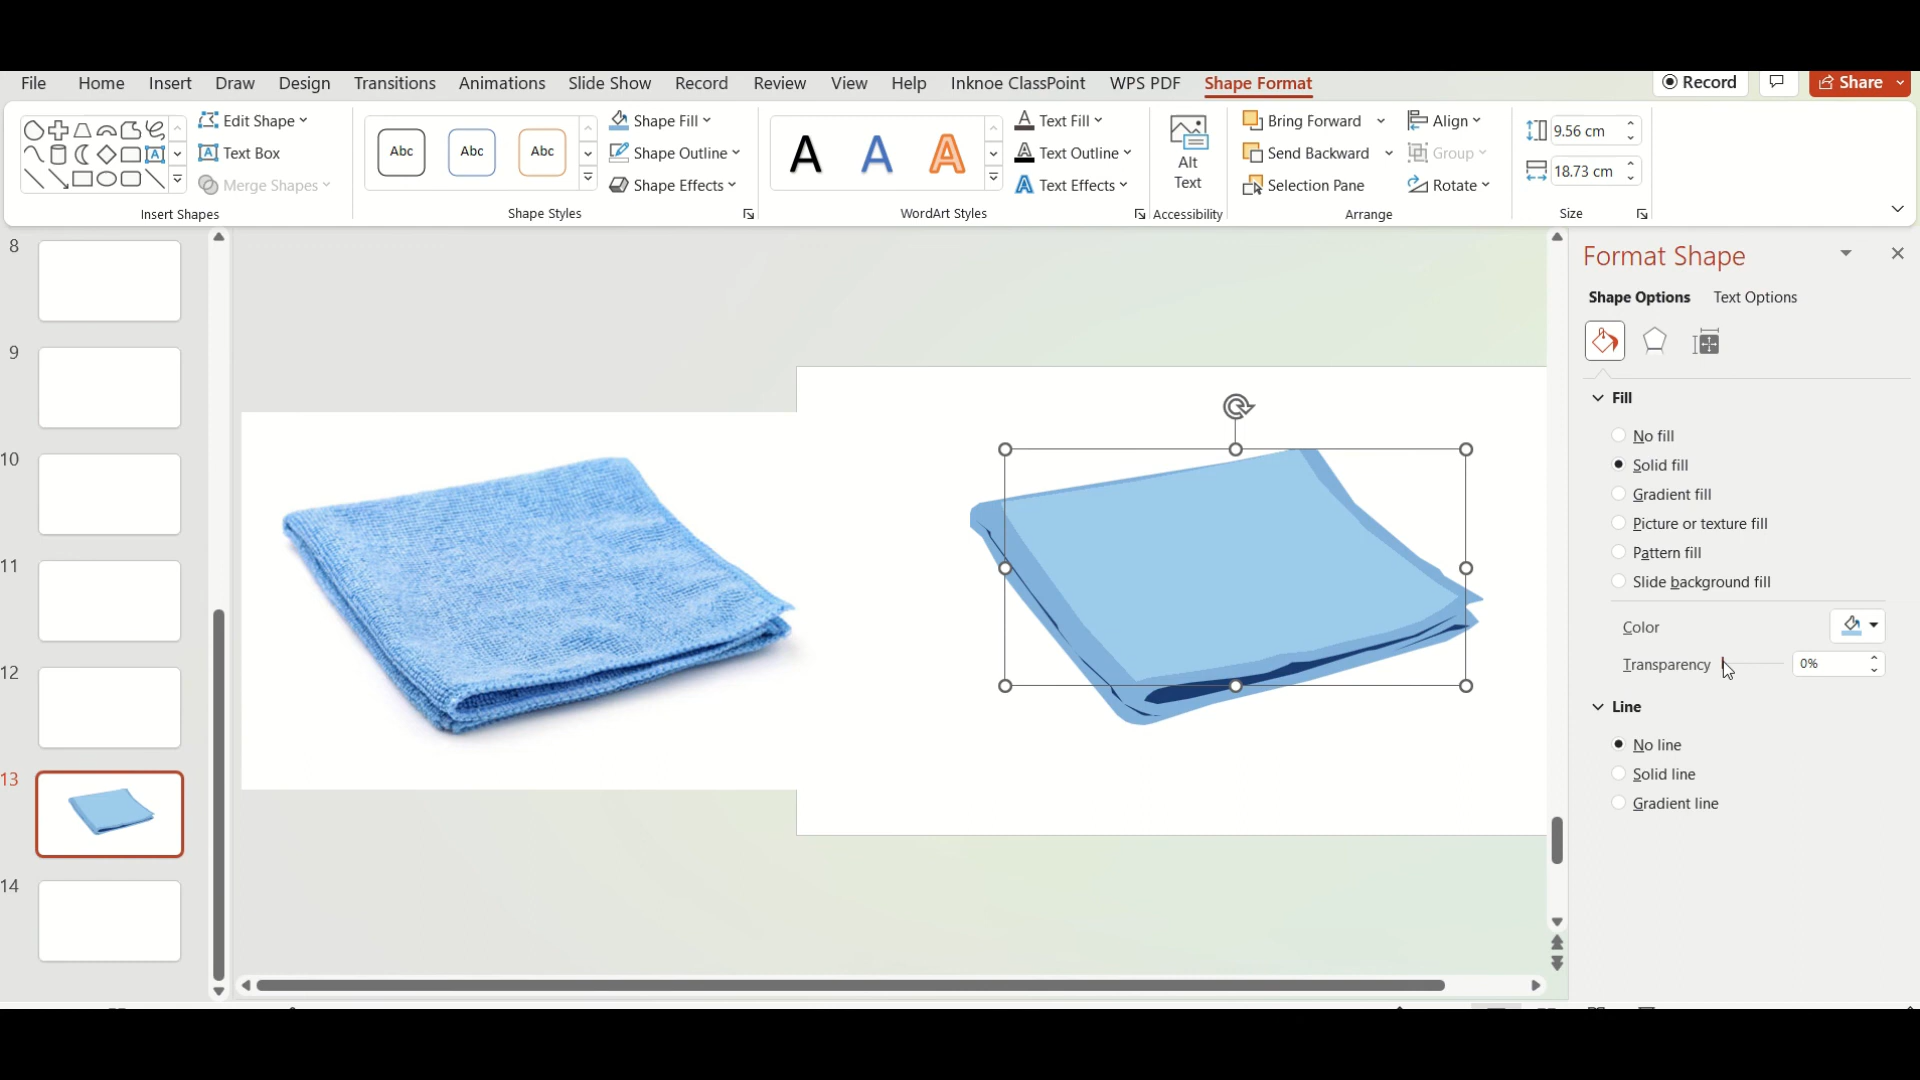 File Home Insert Draw Design Transitions Animations Slide Show Record Review View Help Inknoe ClassPoint WPS PDF Shape Format Record Share
Edit Shape
Text Box
Merge Shapes
Insert Shapes
Abc Abc Abc
Shape Fill
Shape Outline
Shape Effects
Shape Styles
A A A
Text Fill
Text Outline
Text Effects
WordArt Styles
Alt
Text
Accessibility
Bring Forward
Send Backward
Selection Pane
Align
Group
Rotate
Arrange
9.56 cm
18.73 cm
Size
8
9
10
11
12
13
14
Format Shape
Shape Options Text Options
Fill
No fill
Solid fill
Gradient fill
Picture or texture fill
Pattern fill
Slide background fill
Color
Transparency 0%
Line
No line
Solid line
Gradient line